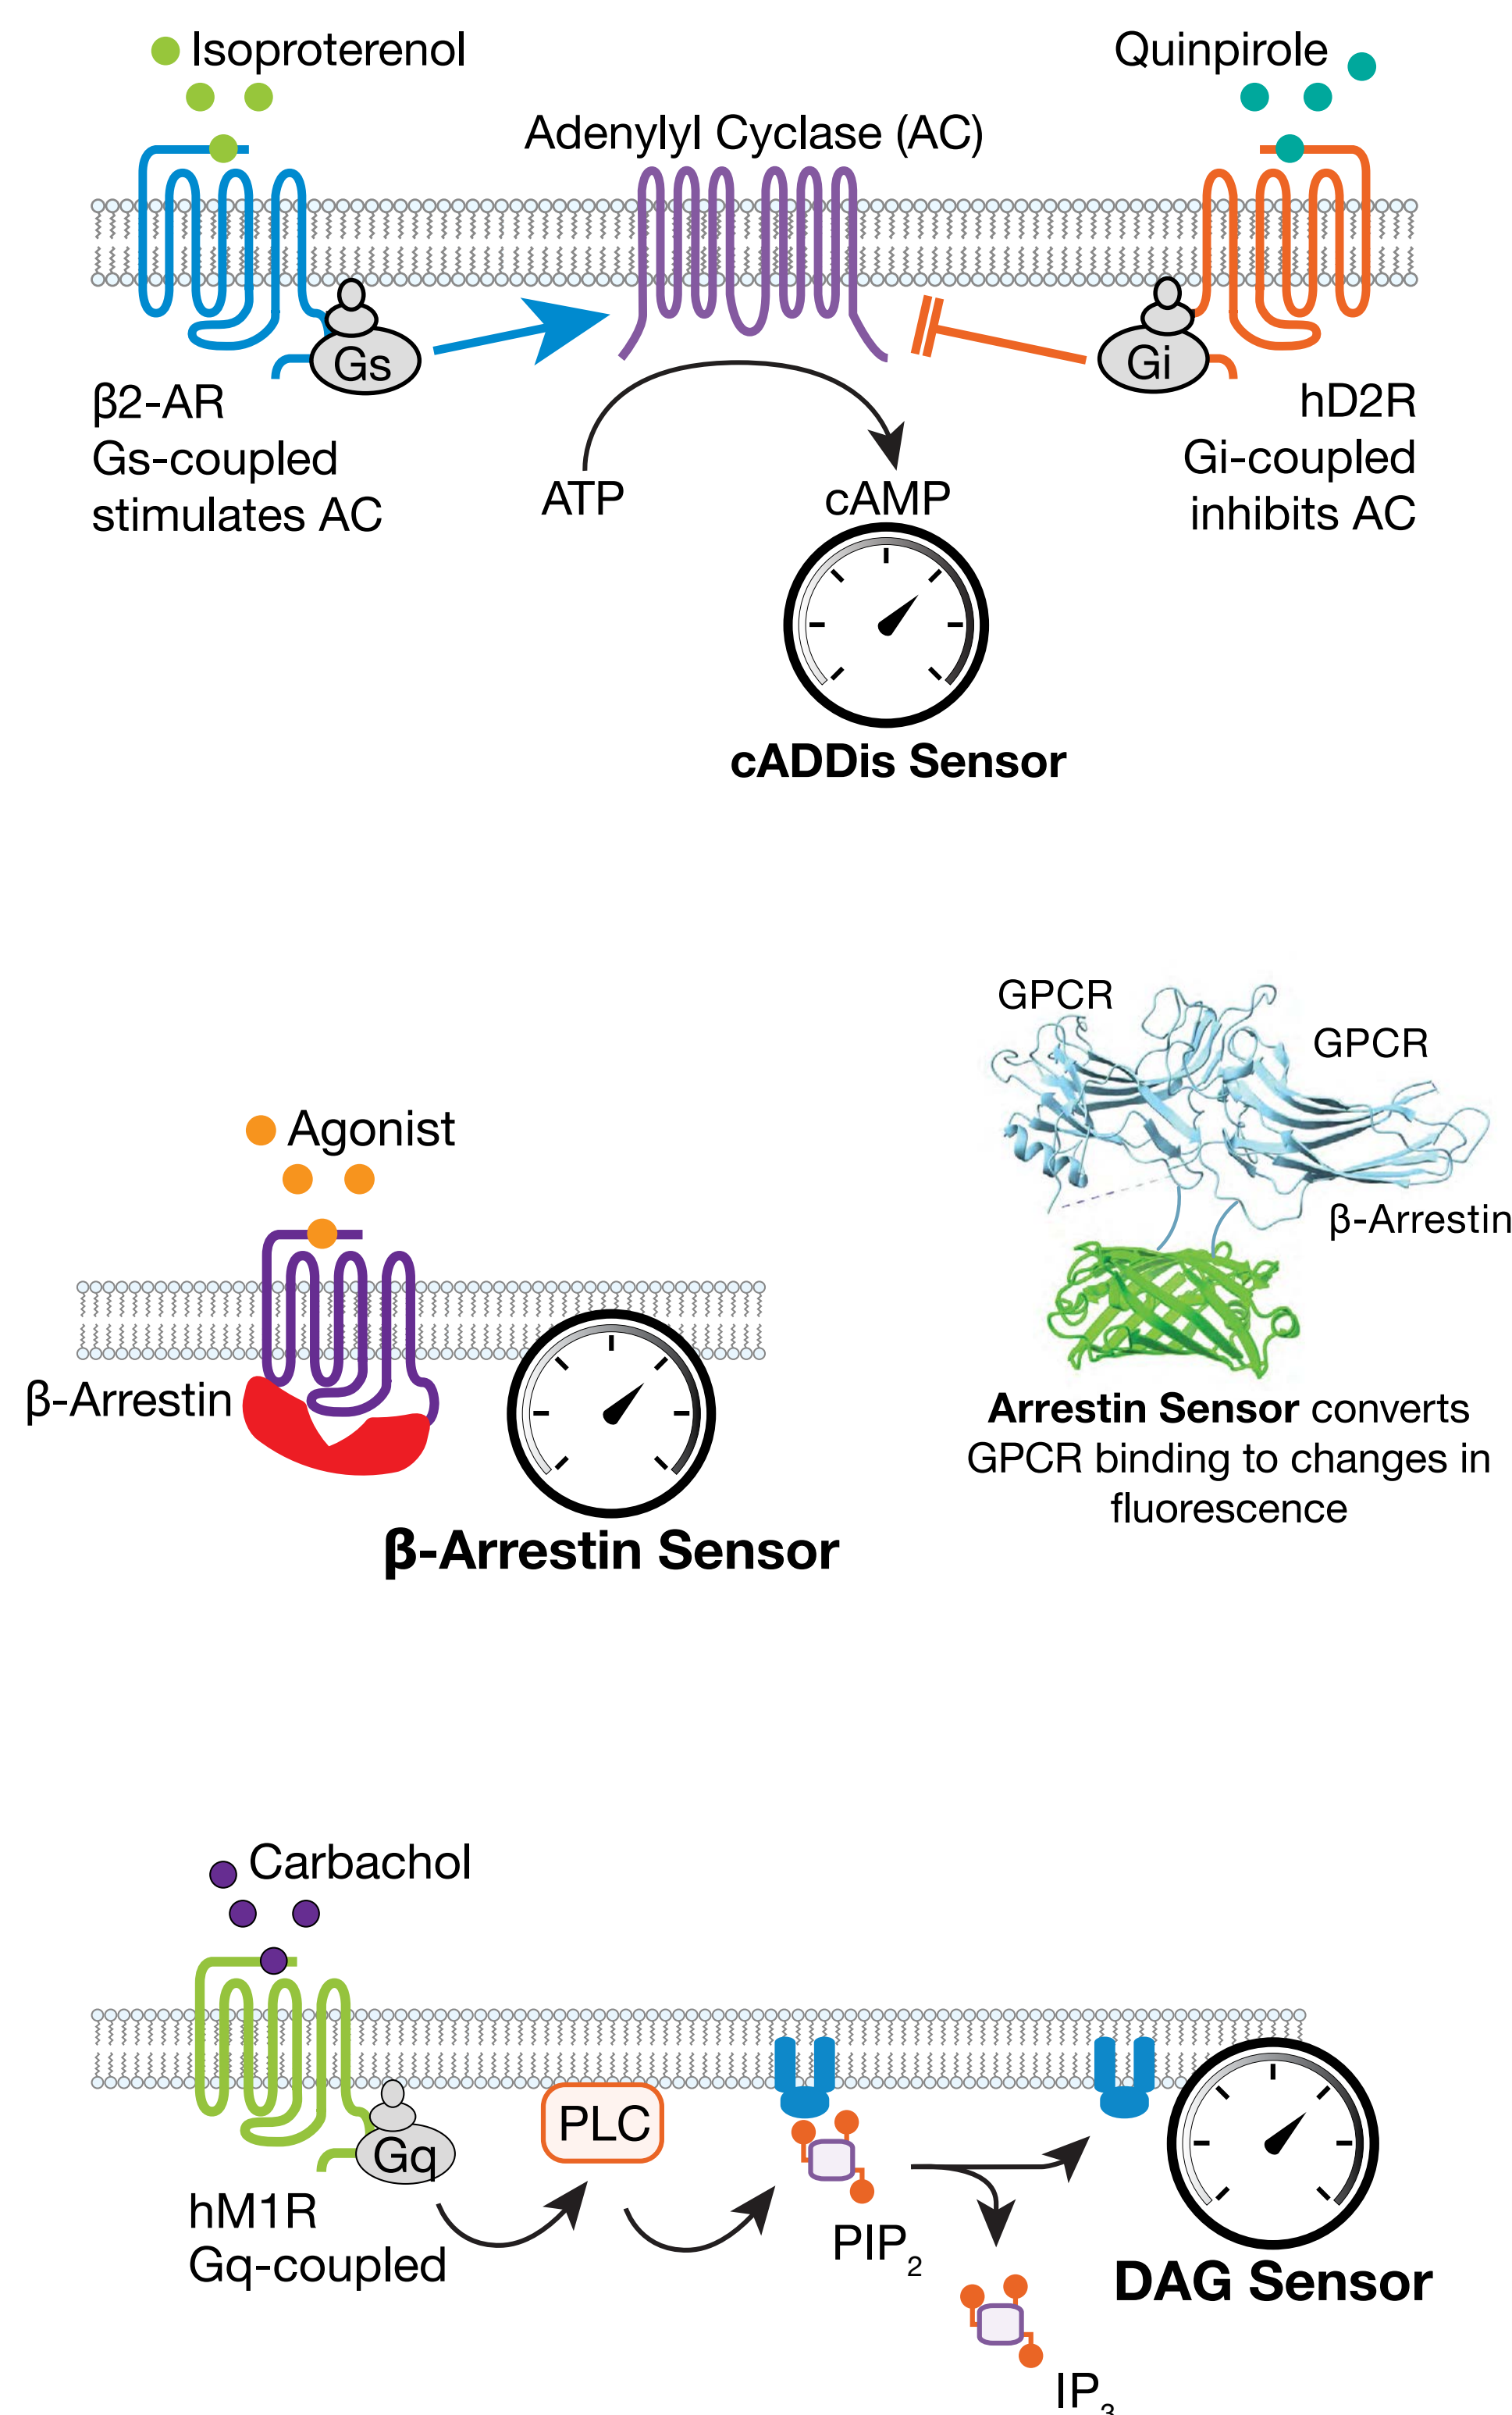 Isoproterenol
Quinpirole
Adenylyl Cyclase (AC)
Gs
Gi
β2-AR
Gs-coupled
stimulates AC
hD2R
Gi-coupled
inhibits AC
ATP
cAMP
cADDis Sensor
GPCR
GPCR
Agonist
β-Arrestin
β-Arrestin
Arrestin Sensor converts
GPCR binding to changes in
fluorescence
β-Arrestin Sensor
Carbachol
PLC
Gq
hM1R
Gq-coupled
PIP2
DAG Sensor
IP3